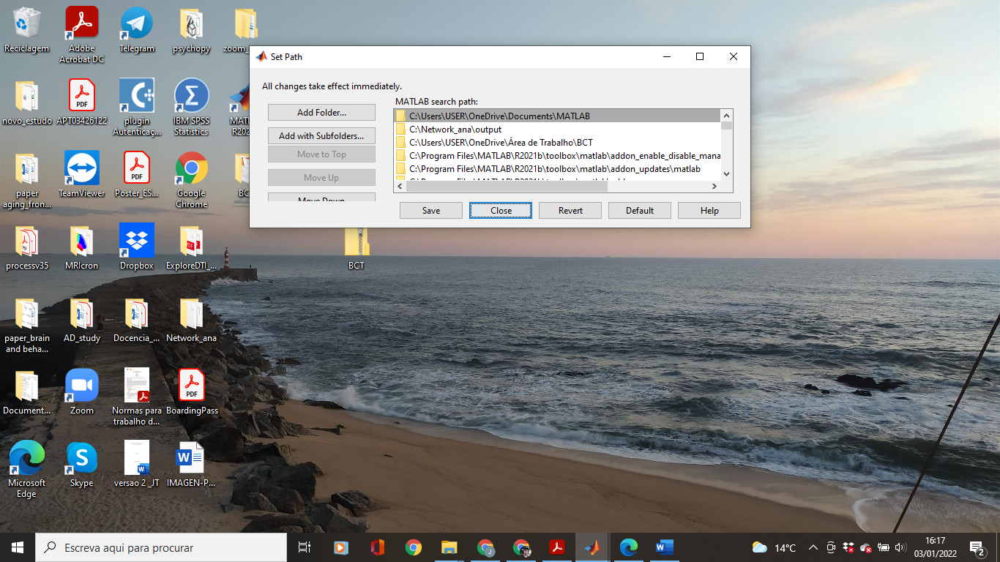 Reciclagem
Adobe
Acrobat DC
Telegram
psychopy
zoom_
Set Path
All changes take effect immediately.
MATLAB search path:
Add Folder...
Add with Subfolders...
Move to Top
Move Up
Move Down
C:\Users\USER\OneDrive\Documents\MATLAB
C:\Network_ana\output
C:\Users\USER\OneDrive\Área de Trabalho\BCT
C:\Program Files\MATLAB\R2021b\toolbox\matlab\addon_enable_disable_mana
C:\Program Files\MATLAB\R2021b\toolbox\matlab\addon_updates\matlab
Save
Close
Revert
Default
Help
novo_estudo
PDF
APT03426122
plugin
Autenticaç...
IBM SPSS
Statistics
MATL
R202
paper
aging_fron...
TeamViewer
PDF
Poster_ES...
Google
Chrome
BC
processv35
MRIcron
Dropbox
ExploreDTI_...
BCT
paper_brain
and beha...
AD_study
Docencia_...
Network_ana
Document...
Zoom
Normas para
trabalho d...
PDF
BoardingPass
Microsoft
Edge
Skype
versao 2 _JT
IMAGEN-P...
Escreva aqui para procurar
14°C
16:17
03/01/2022
2